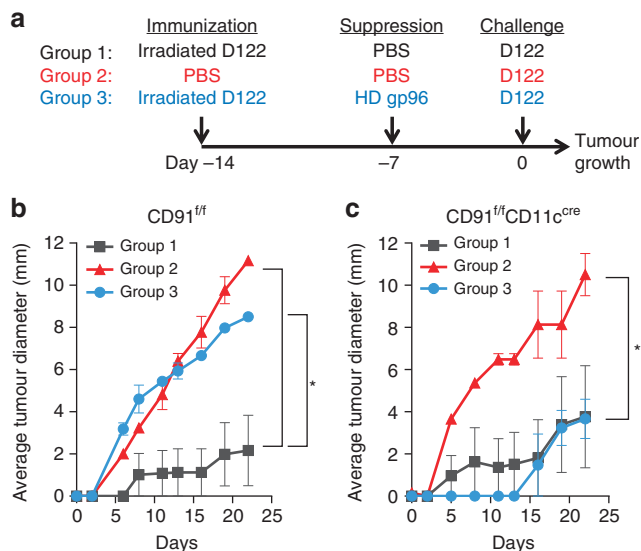 a
Immunization Suppression Challenge
Group 1: Irradiated D122 PBS D122
Group 2: PBS PBS D122
Group 3: Irradiated D122 HD gp96 D122
Day –14 –7 0 Tumour growth
b
CD91f/f
Average tumour diameter (mm)
12
10
8
6
4
2
0
Group 1
Group 2
Group 3
*
0 5 10 15 20 25
Days
c
CD91f/fCD11ccre
Average tumour diameter (mm)
12
10
8
6
4
2
0
Group 1
Group 2
Group 3
*
0 5 10 15 20 25
Days